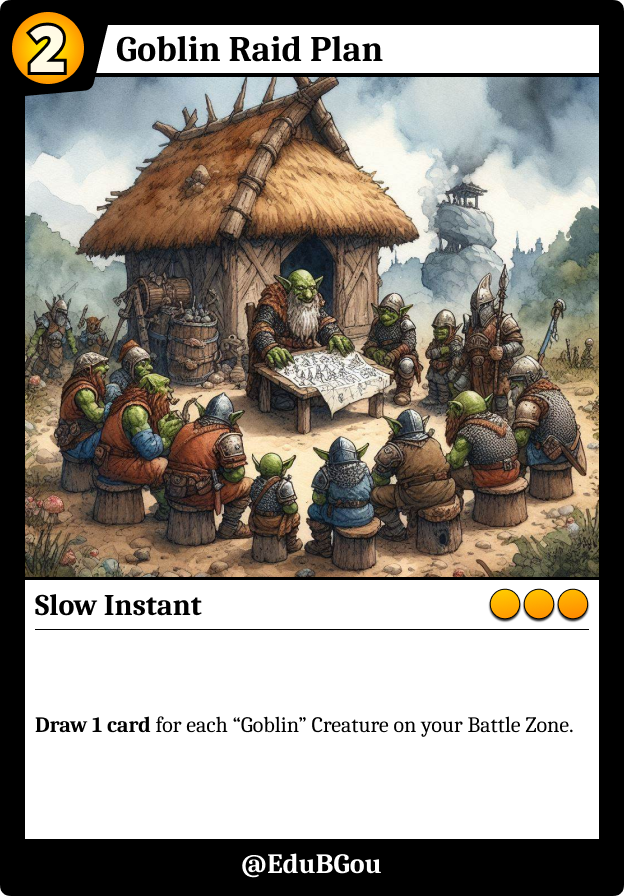 2
Goblin Raid Plan
Slow Instant
Draw 1 card for each “Goblin” Creature on your Battle Zone.
@EduBGou